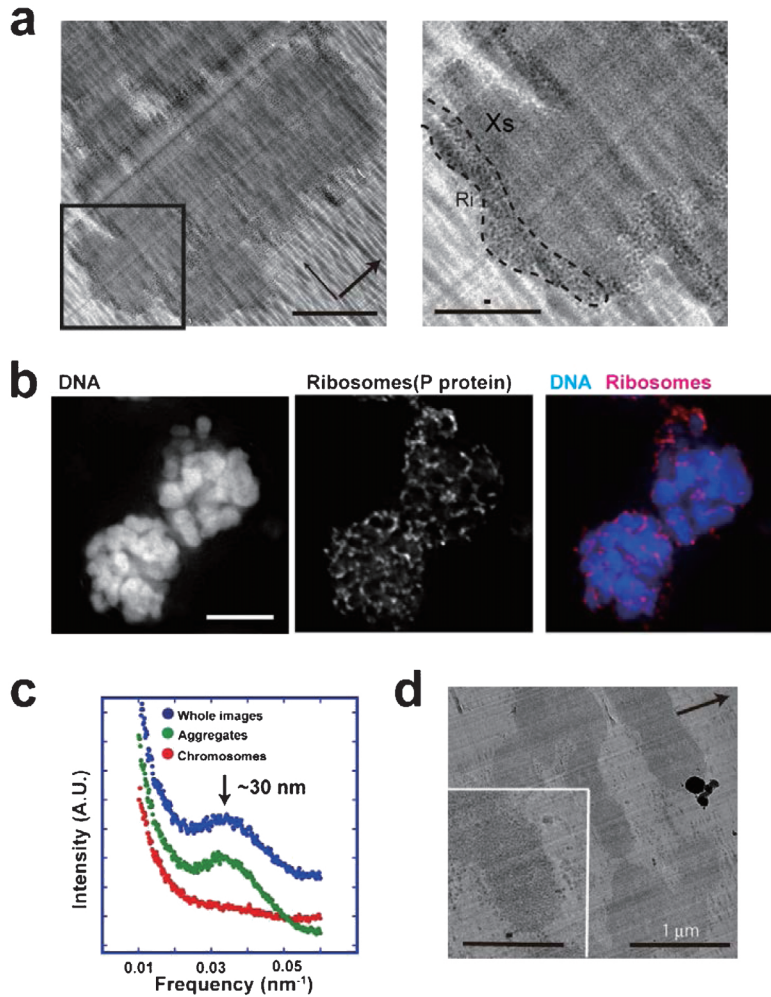 a
Xs
Ri
b
DNA
Ribosomes(P protein)
DNA Ribosomes
c
Whole images
Aggregates
Chromosomes
~30 nm
Intensity (A.U.)
0.01
0.03
0.05
Frequency (nm⁻¹)
d
1 μm